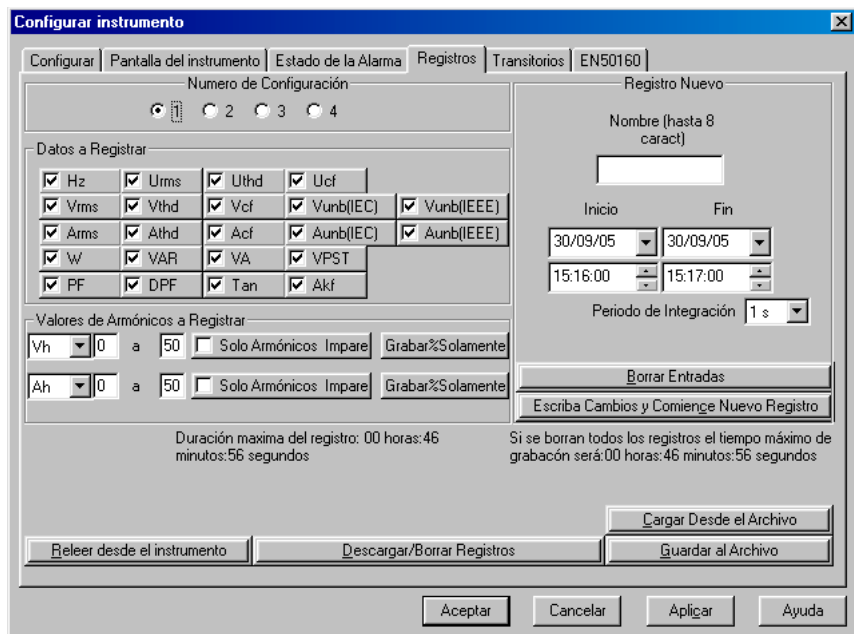 Configurar instrumento
Configurar Pantalla del instrumento Estado de la Alarma Registros Transitorios EN50160
Numero de Configuración
1 2 3 4
Datos a Registrar
Hz Urms Uthd Ucf
Vrms Vthd Vcf Vunb(IEC) Vunb(IEEE)
Arms Athd Acf Aunb(IEC) Aunb(IEEE)
W VAR VA VPST
PF DPF Tan Akf
Valores de Armónicos a Registrar
Vh 0 a 50 Solo Armónicos Impare Grabar%Solamente
Ah 0 a 50 Solo Armónicos Impare Grabar%Solamente
Registro Nuevo
Nombre (hasta 8
caract)
Inicio Fin
30/09/05 30/09/05
15:16:00 15:17:00
Periodo de Integración 1 s
Borrar Entradas
Escriba Cambios y Comience Nuevo Registro
Duración maxima del registro: 00 horas:46
minutos:56 segundos
Si se borran todos los registros el tiempo máximo de
grabacón será:00 horas:46 minutos:56 segundos
Cargar Desde el Archivo
Releer desde el instrumento Descargar/Borrar Registros Guardar al Archivo
Aceptar Cancelar Aplicar Ayuda